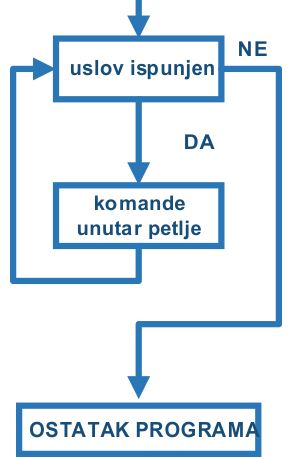 NE
uslov ispunjen
DA
komande
unutar petlje
OSTATAK PROGRAMA